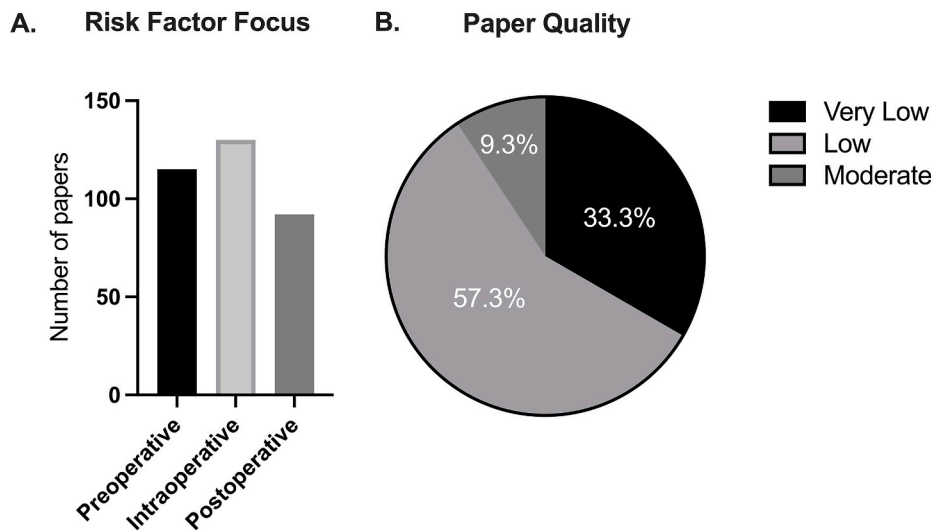 A. Risk Factor Focus
Number of papers
150
100
50
0
Preoperative
Intraoperative
Postoperative
B. Paper Quality
9.3%
33.3%
57.3%
Very Low
Low
Moderate